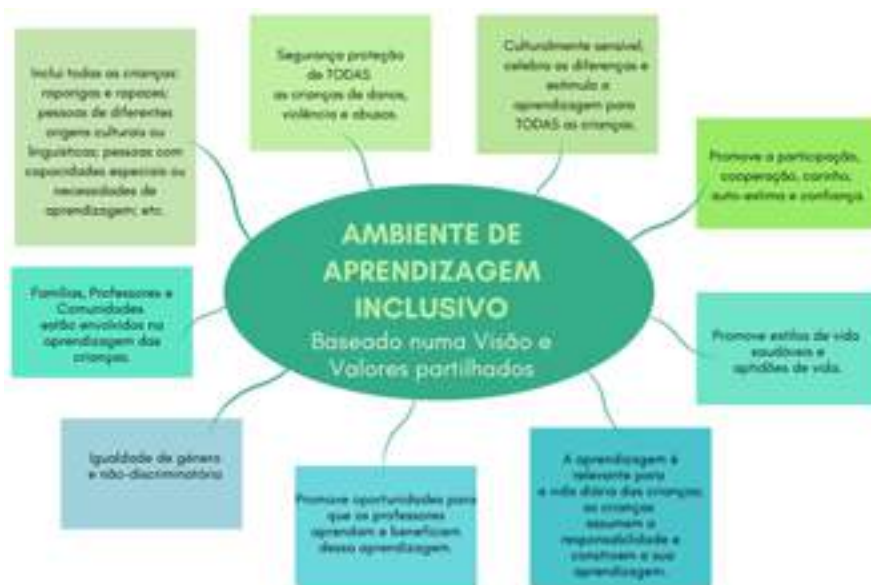 Inclui todas as crianças:
raparigas e rapazes;
pessoas de diferentes
origens culturais ou
linguísticas; pessoas com
capacidades especiais ou
necessidades de
aprendizagem; etc.
Segurança proteção
de TODAS
as crianças de danos,
violência e abusos.
Culturalmente sensível,
celebra as diferenças e
estimula a
aprendizagem para
TODAS as crianças.
Promove a participação,
cooperação, carinho,
auto-estima e confiança.
AMBIENTE DE
APRENDIZAGEM
INCLUSIVO
Baseado numa Visão e
Valores partilhados
Famílias, Professores e
Comunidades
estão envolvidos na
aprendizagem das
crianças.
Promove estilos de vida
saudáveis e
aptidões de vida.
Igualdade de género
e não-discriminatória
Promove oportunidades para
que os professores
aprendam e beneficiem
dessa aprendizagem.
A aprendizagem é
relevante para
a vida diária das crianças;
as crianças
assumem a
responsabilidade e
constroem a sua
aprendizagem.